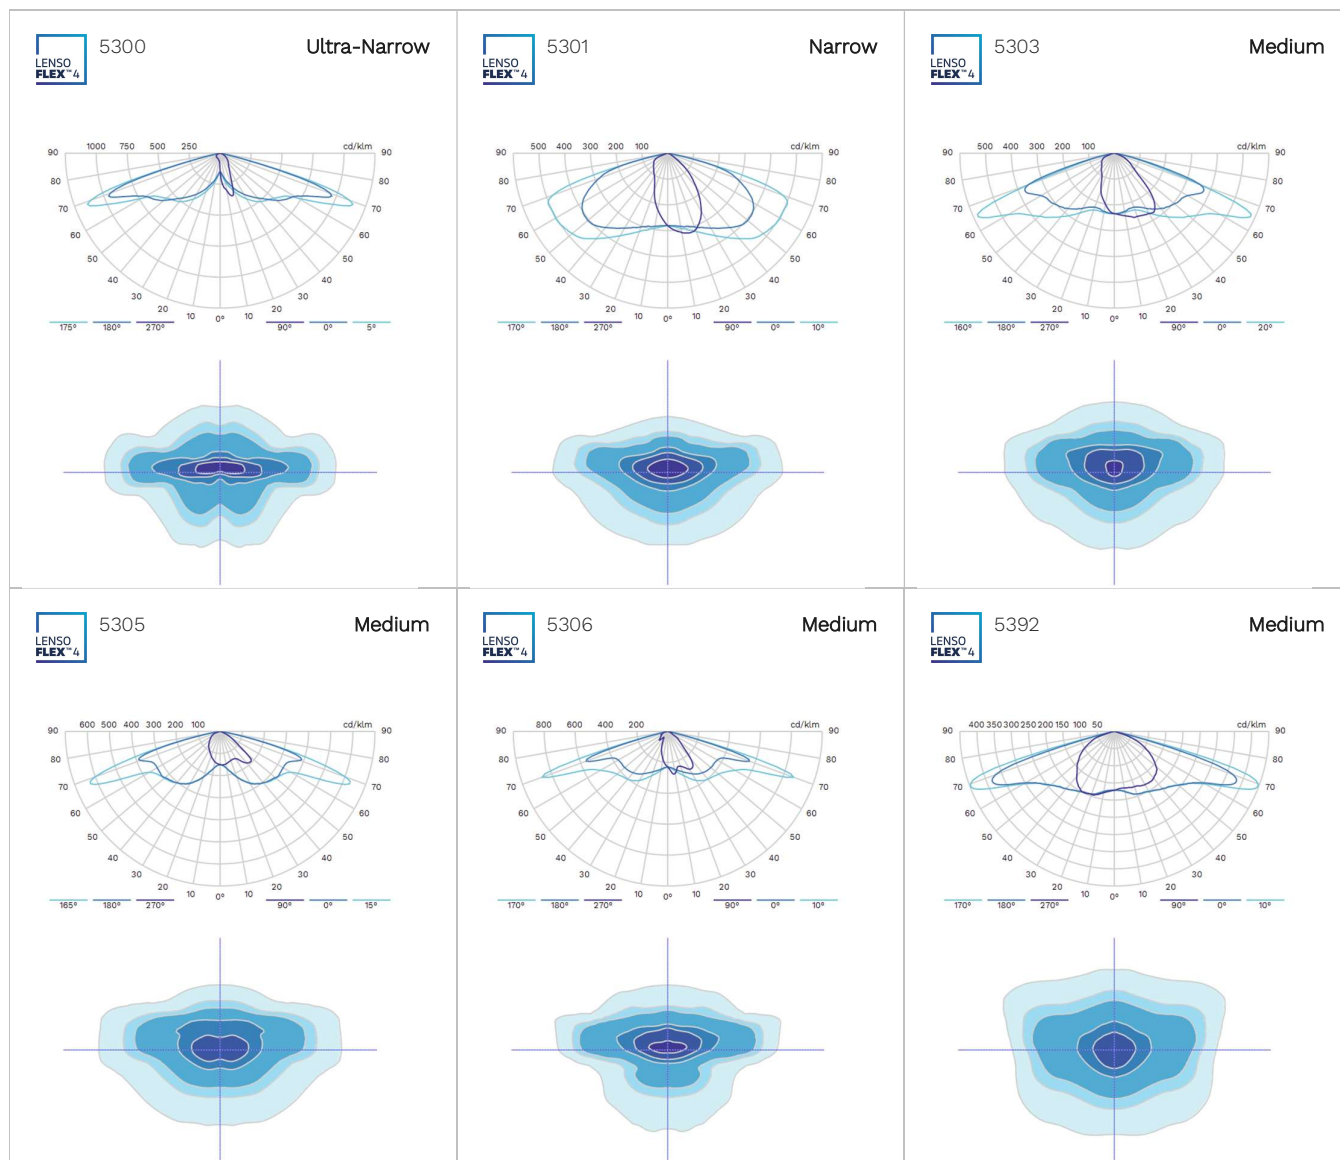 5300 Ultra-Narrow
LENSO
FLEX™4
1000 750 500 250 cd/klm
90 90
80 80
70 70
60 60
50 50
40 40
30 30
20 20
10 0° 10
175° 180° 270° 90° 0° 5°
5301 Narrow
LENSO
FLEX™4
500 400 300 200 100 cd/klm
90 90
80 80
70 70
60 60
50 50
40 40
30 30
20 20
10 0° 10
170° 180° 270° 90° 0° 10°
5303 Medium
LENSO
FLEX™4
500 400 300 200 100 cd/klm
90 90
80 80
70 70
60 60
50 50
40 40
30 30
20 20
10 0° 10
160° 180° 270° 90° 0° 20°
5305 Medium
LENSO
FLEX™4
600 500 400 300 200 100 cd/klm
90 90
80 80
70 70
60 60
50 50
40 40
30 30
20 20
10 0° 10
165° 180° 270° 90° 0° 15°
5306 Medium
LENSO
FLEX™4
800 600 400 200 cd/klm
90 90
80 80
70 70
60 60
50 50
40 40
30 30
20 20
10 0° 10
170° 180° 270° 90° 0° 10°
5392 Medium
LENSO
FLEX™4
400 350 300 250 200 150 100 50 cd/klm
90 90
80 80
70 70
60 60
50 50
40 40
30 30
20 20
10 0° 10
170° 180° 270° 90° 0° 10°